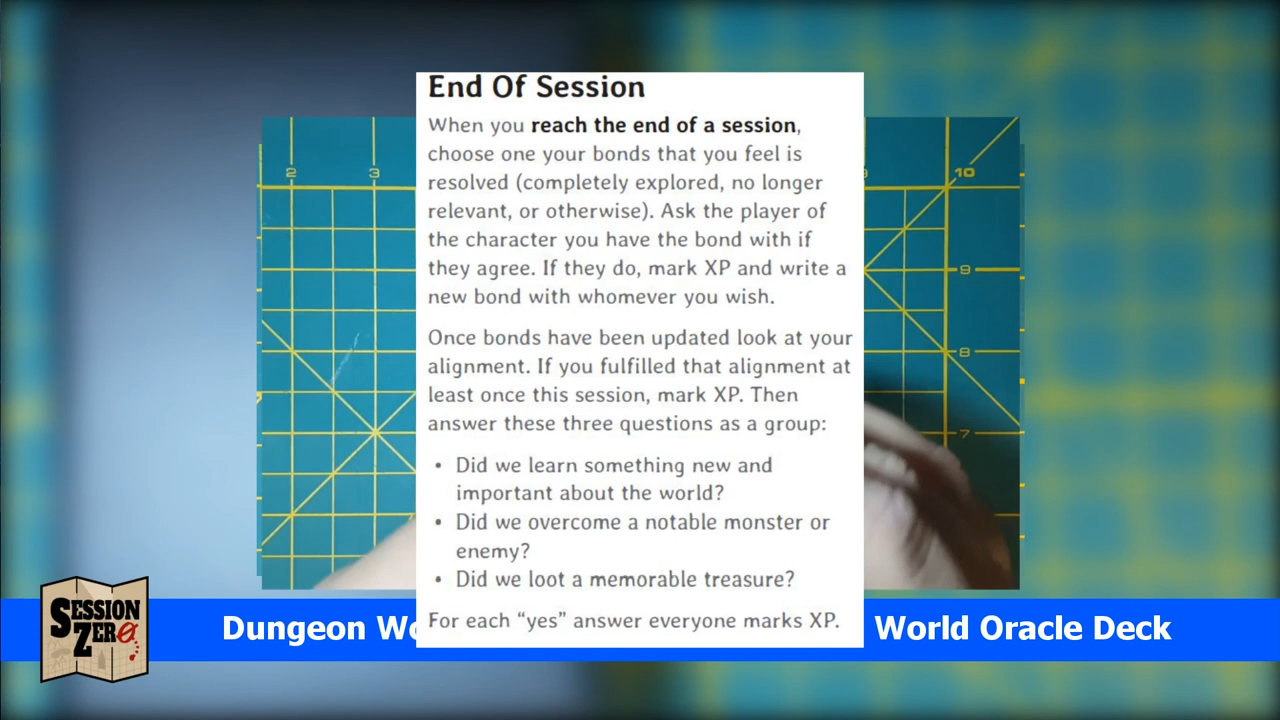 End Of Session
When you reach the end of a session,
choose one your bonds that you feel is
resolved (completely explored, no longer
relevant, or otherwise). Ask the player of
the character you have the bond with if
they agree. If they do, mark XP and write a
new bond with whomever you wish.
Once bonds have been updated look at your
alignment. If you fulfilled that alignment at
least once this session, mark XP. Then
answer these three questions as a group:
• Did we learn something new and
important about the world?
• Did we overcome a notable monster or
enemy?
• Did we loot a memorable treasure?
For each “yes” answer everyone marks XP.
2 3
10
9
8
7
SESSION
ZERO
Dungeon Wo
World Oracle Deck